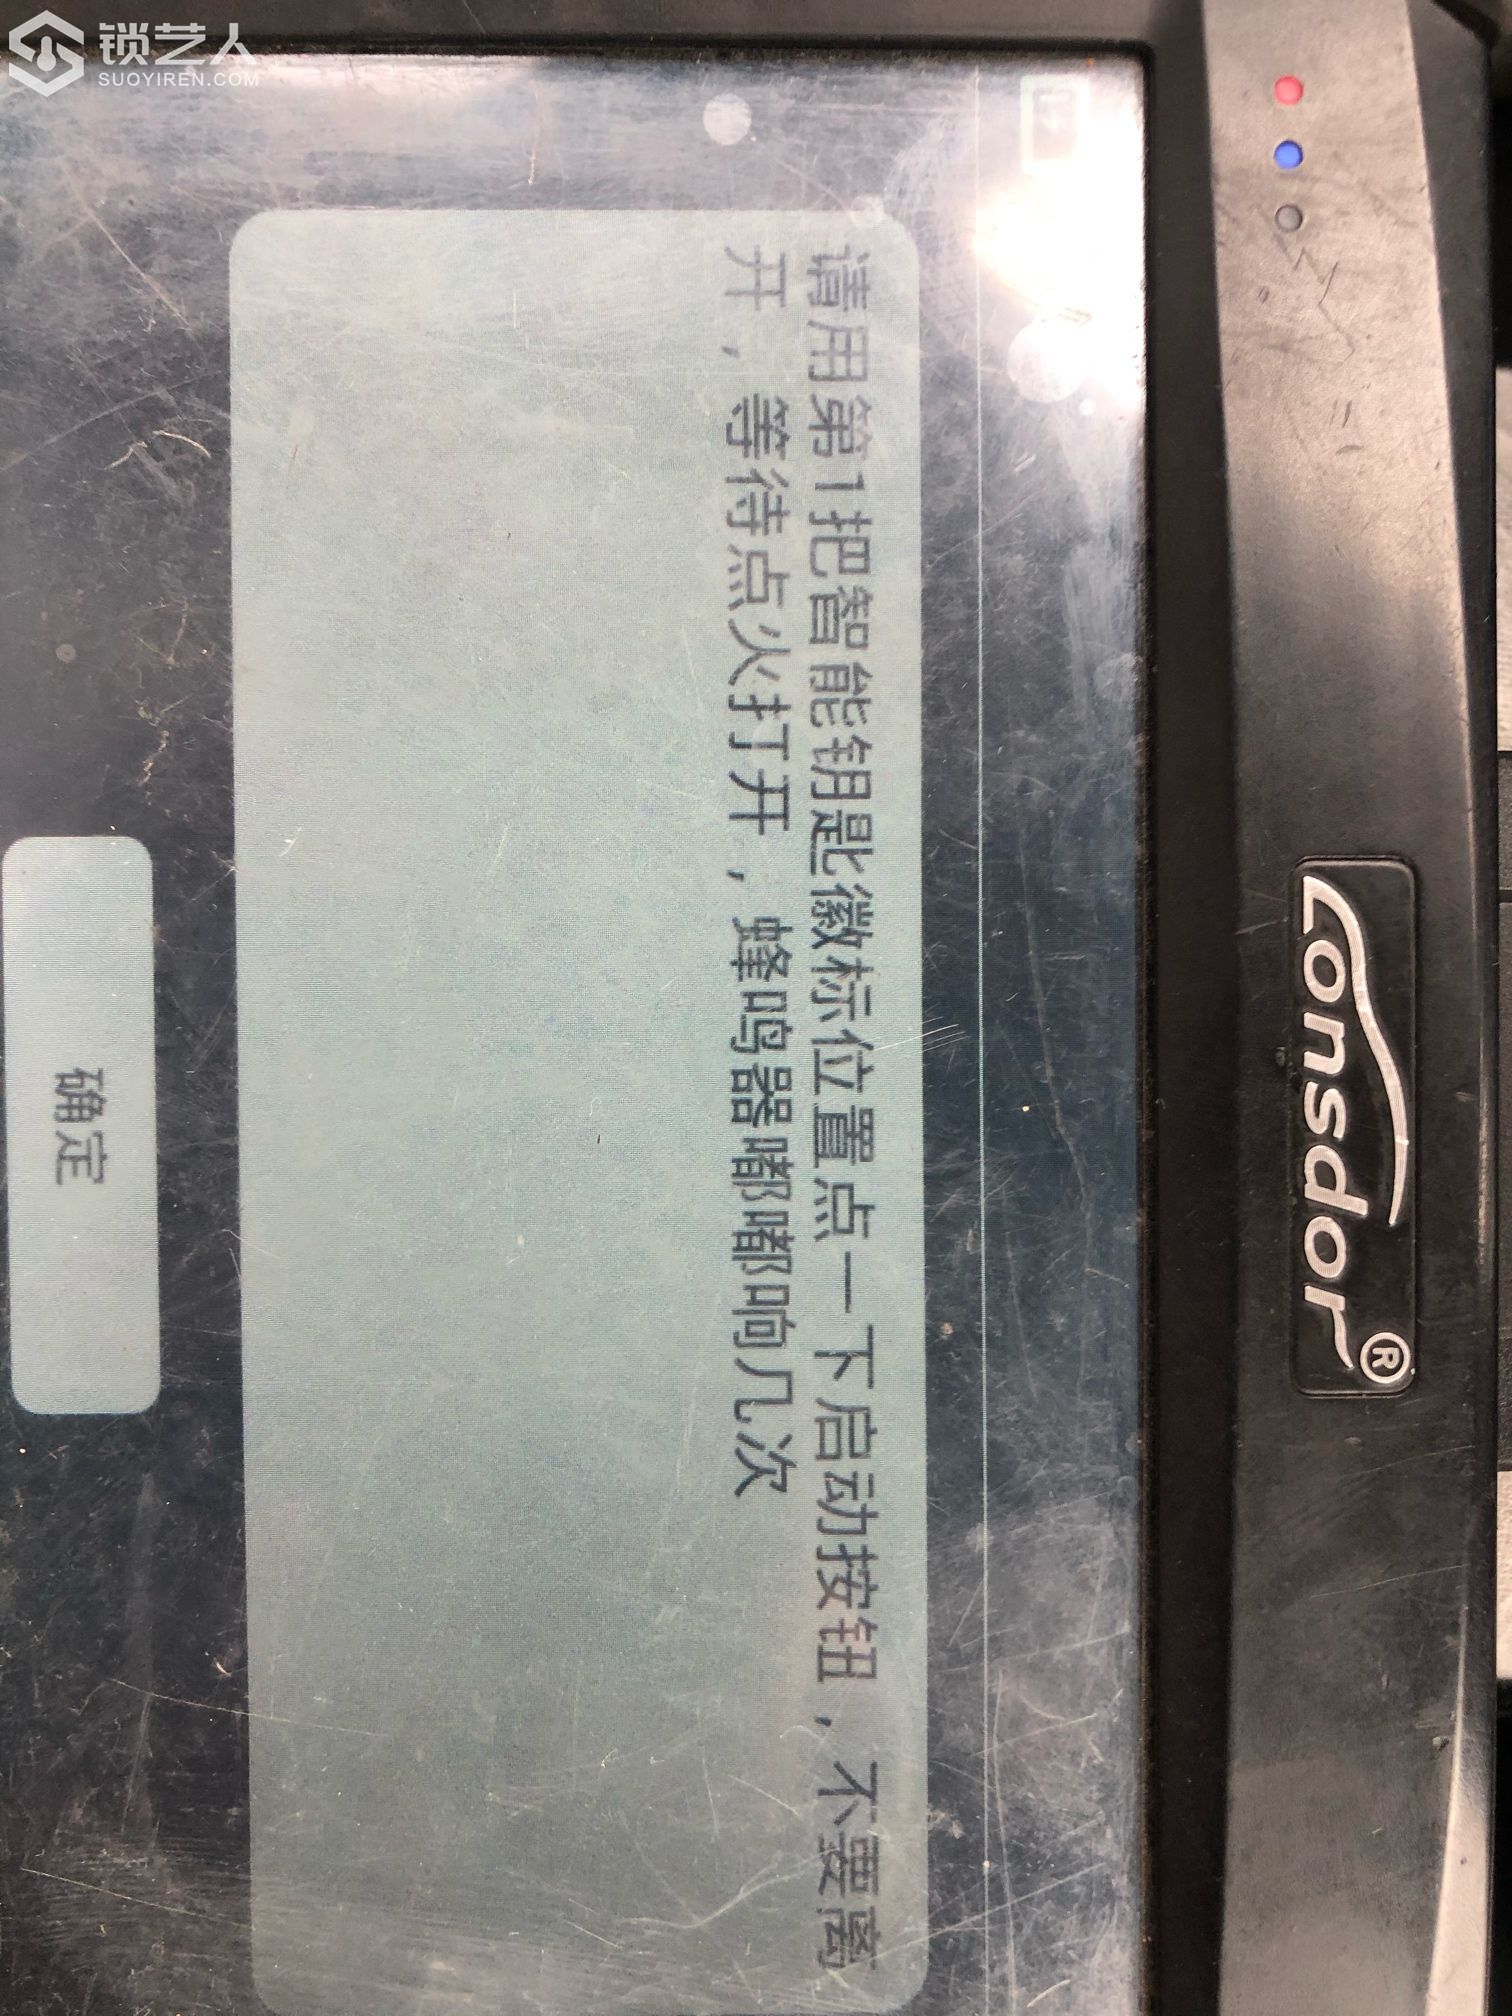 锁艺人
SUOYIREN.COM
Lonsdor®
请用第1把智能钥匙徽标位置点一下启动按钮，不要离
开，等待点火打开，蜂鸣器嘟嘟响几次
确定